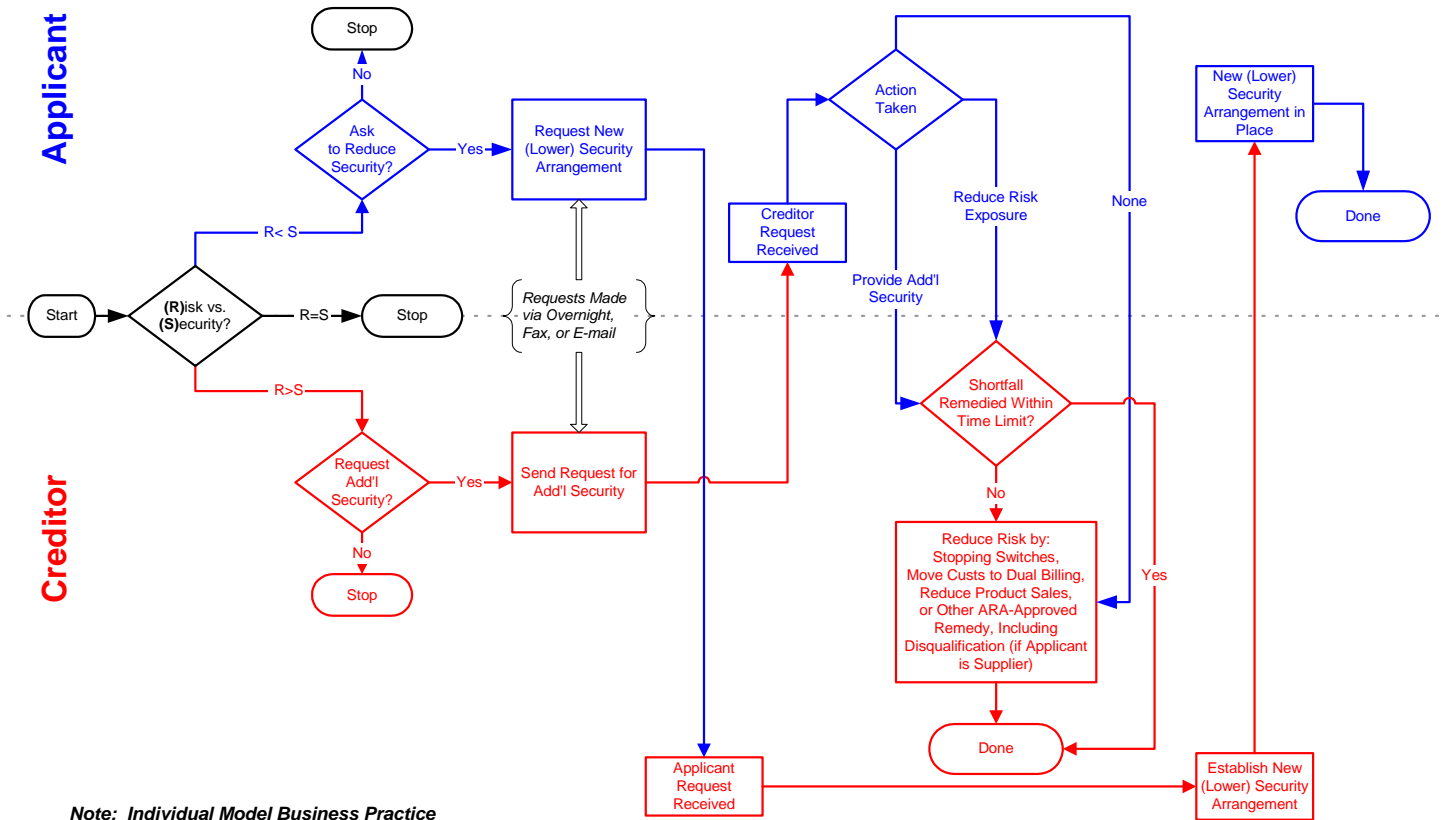 Applicant
Stop
No
Ask
to Reduce
Security?
Yes
Request New
(Lower) Security
Arrangement
R< S
Start
(R)isk vs.
(S)ecurity?
R=S
Stop
Requests Made
via Overnight,
Fax, or E-mail
R>S
Creditor
Request
Add'l
Security?
Yes
Send Request for
Add'l Security
No
Stop
Creditor
Request
Received
Action
Taken
Provide Add'l
Security
Reduce Risk
Exposure
None
Shortfall
Remedied Within
Time Limit?
No
Yes
Reduce Risk by:
Stopping Switches,
Move Custs to Dual Billing,
Reduce Product Sales,
or Other ARA-Approved
Remedy, Including
Disqualification (if Applicant
is Supplier)
Done
Applicant
Request
Received
Establish New
(Lower) Security
Arrangement
New (Lower)
Security
Arrangement in
Place
Done
Note: Individual Model Business Practice